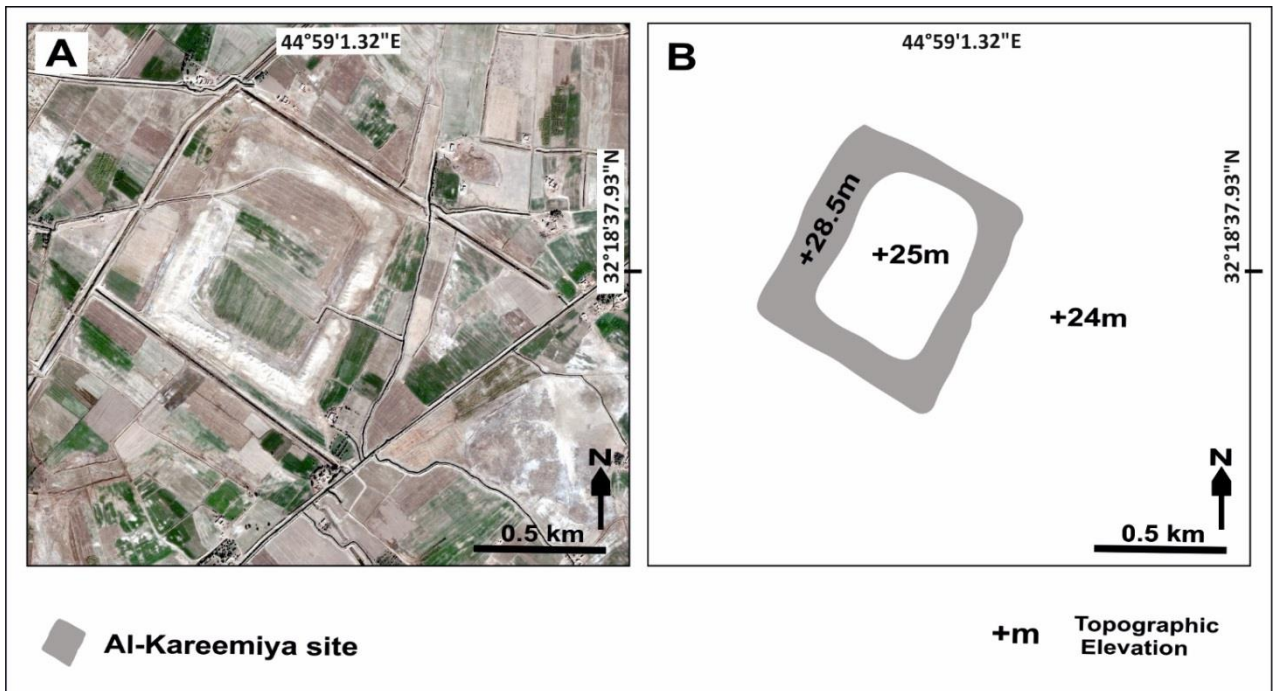 A
44°59'1.32"E
32°18'37.93"N
N
0.5 km
B
44°59'1.32"E
+28.5m
+25m
+24m
32°18'37.93"N
N
0.5 km
Al-Kareemiya site
+m
Topographic
Elevation